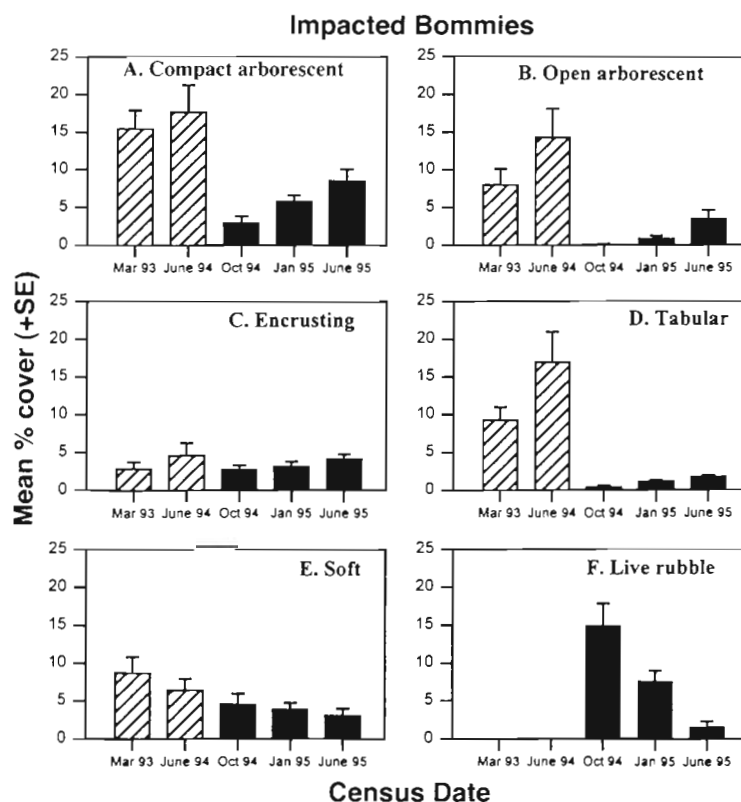 Impacted Bommies
A. Compact arborescent
25
20
15
10
5
0
Mar 93 June 94 Oct 94 Jan 95 June 95
B. Open arborescent
25
20
15
10
5
0
Mar 93 June 94 Oct 94 Jan 95 June 95
Mean % cover (+SE)
C. Encrusting
25
20
15
10
5
0
Mar 93 June 94 Oct 94 Jan 95 June 95
D. Tabular
25
20
15
10
5
0
Mar 93 June 94 Oct 94 Jan 95 June 95
E. Soft
25
20
15
10
5
0
Mar 93 June 94 Oct 94 Jan 95 June 95
F. Live rubble
25
20
15
10
5
0
Mar 93 June 94 Oct 94 Jan 95 June 95
Census Date